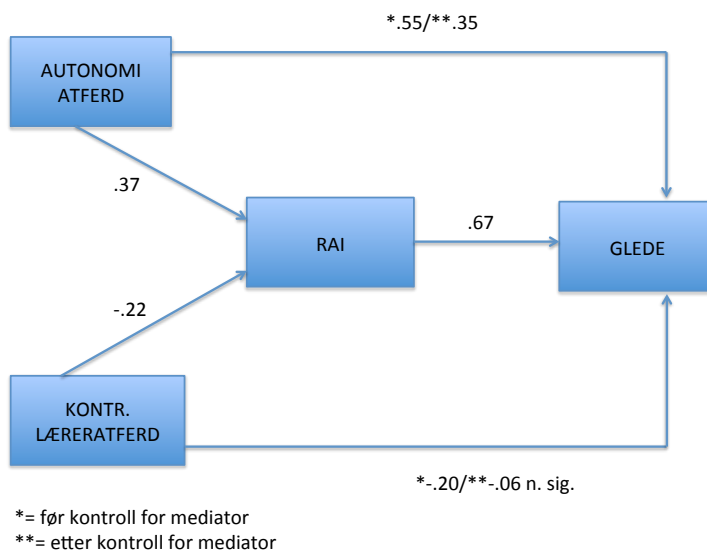 *.55/**.35
AUTONOMI
ATFERD
.37
RAI
.67
GLEDE
-.22
KONTR.
LÆRERATFERD
*-.20/**-.06 n. sig.
*= før kontroll for mediator
**= etter kontroll for mediator